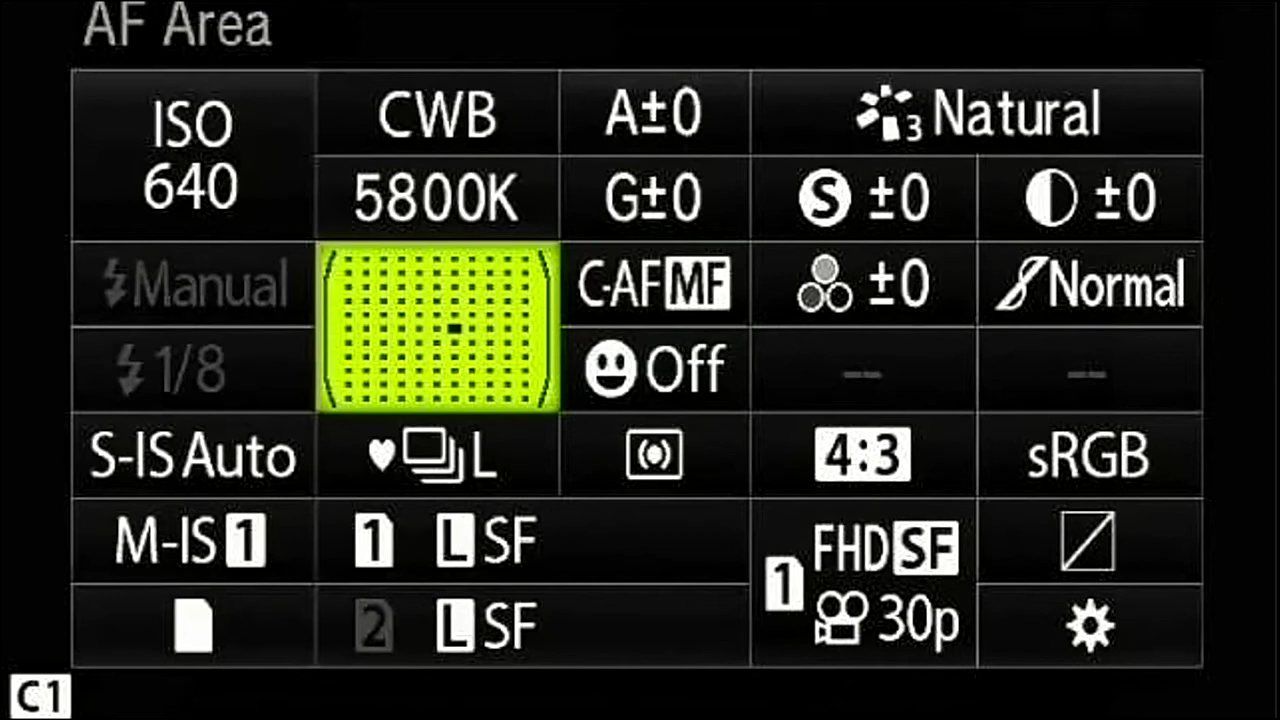 AF Area
ISO 640
CWB
A±0
3 Natural
5800K
G±0
S ±0
±0
Manual
C-AF MF
±0
Normal
1/8
Off
--
--
S-IS Auto
L
4:3
sRGB
M-IS 1
1 L SF
1 FHD SF
30p
2 L SF
C1